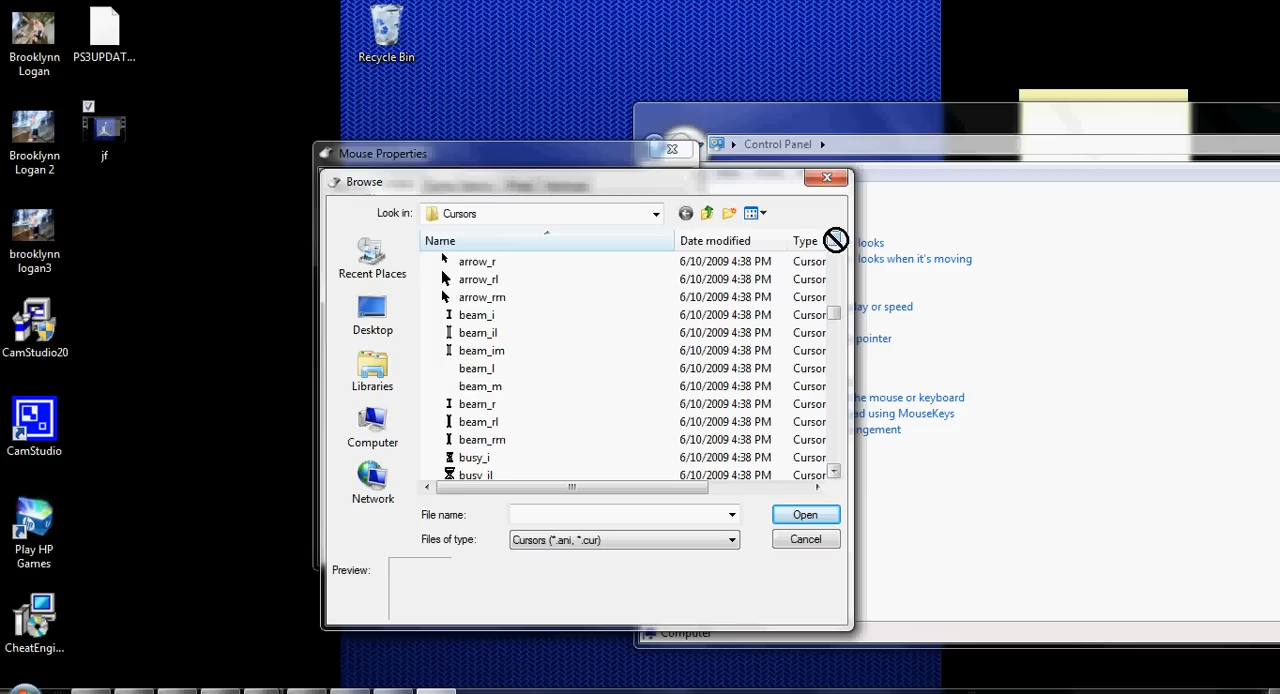 Brooklynn
Logan
PS3UPDAT...
Recycle Bin
Brooklynn
Logan 2
jf
brooklynn
logan3
CamStudio20
CamStudio
Play HP
Games
CheatEngi...
Control Panel
Mouse Properties
Browse
Look in:
Cursors
Name
Date modified
Type
Recent Places
Desktop
Libraries
Computer
Network
arrow_r 6/10/2009 4:38 PM Cursor
arrow_rl 6/10/2009 4:38 PM Cursor
arrow_rm 6/10/2009 4:38 PM Cursor
beam_i 6/10/2009 4:38 PM Cursor
beam_il 6/10/2009 4:38 PM Cursor
beam_im 6/10/2009 4:38 PM Cursor
beam_l 6/10/2009 4:38 PM Cursor
beam_m 6/10/2009 4:38 PM Cursor
beam_r 6/10/2009 4:38 PM Cursor
beam_rl 6/10/2009 4:38 PM Cursor
beam_rm 6/10/2009 4:38 PM Cursor
busy_i 6/10/2009 4:38 PM Cursor
busy_il 6/10/2009 4:38 PM Cursor
File name:
Open
Files of type:
Cursors (*.ani, *.cur)
Cancel
Preview:
looks
looks when it's moving
lay or speed
pointer
he mouse or keyboard
ad using MouseKeys
ngement
Computer